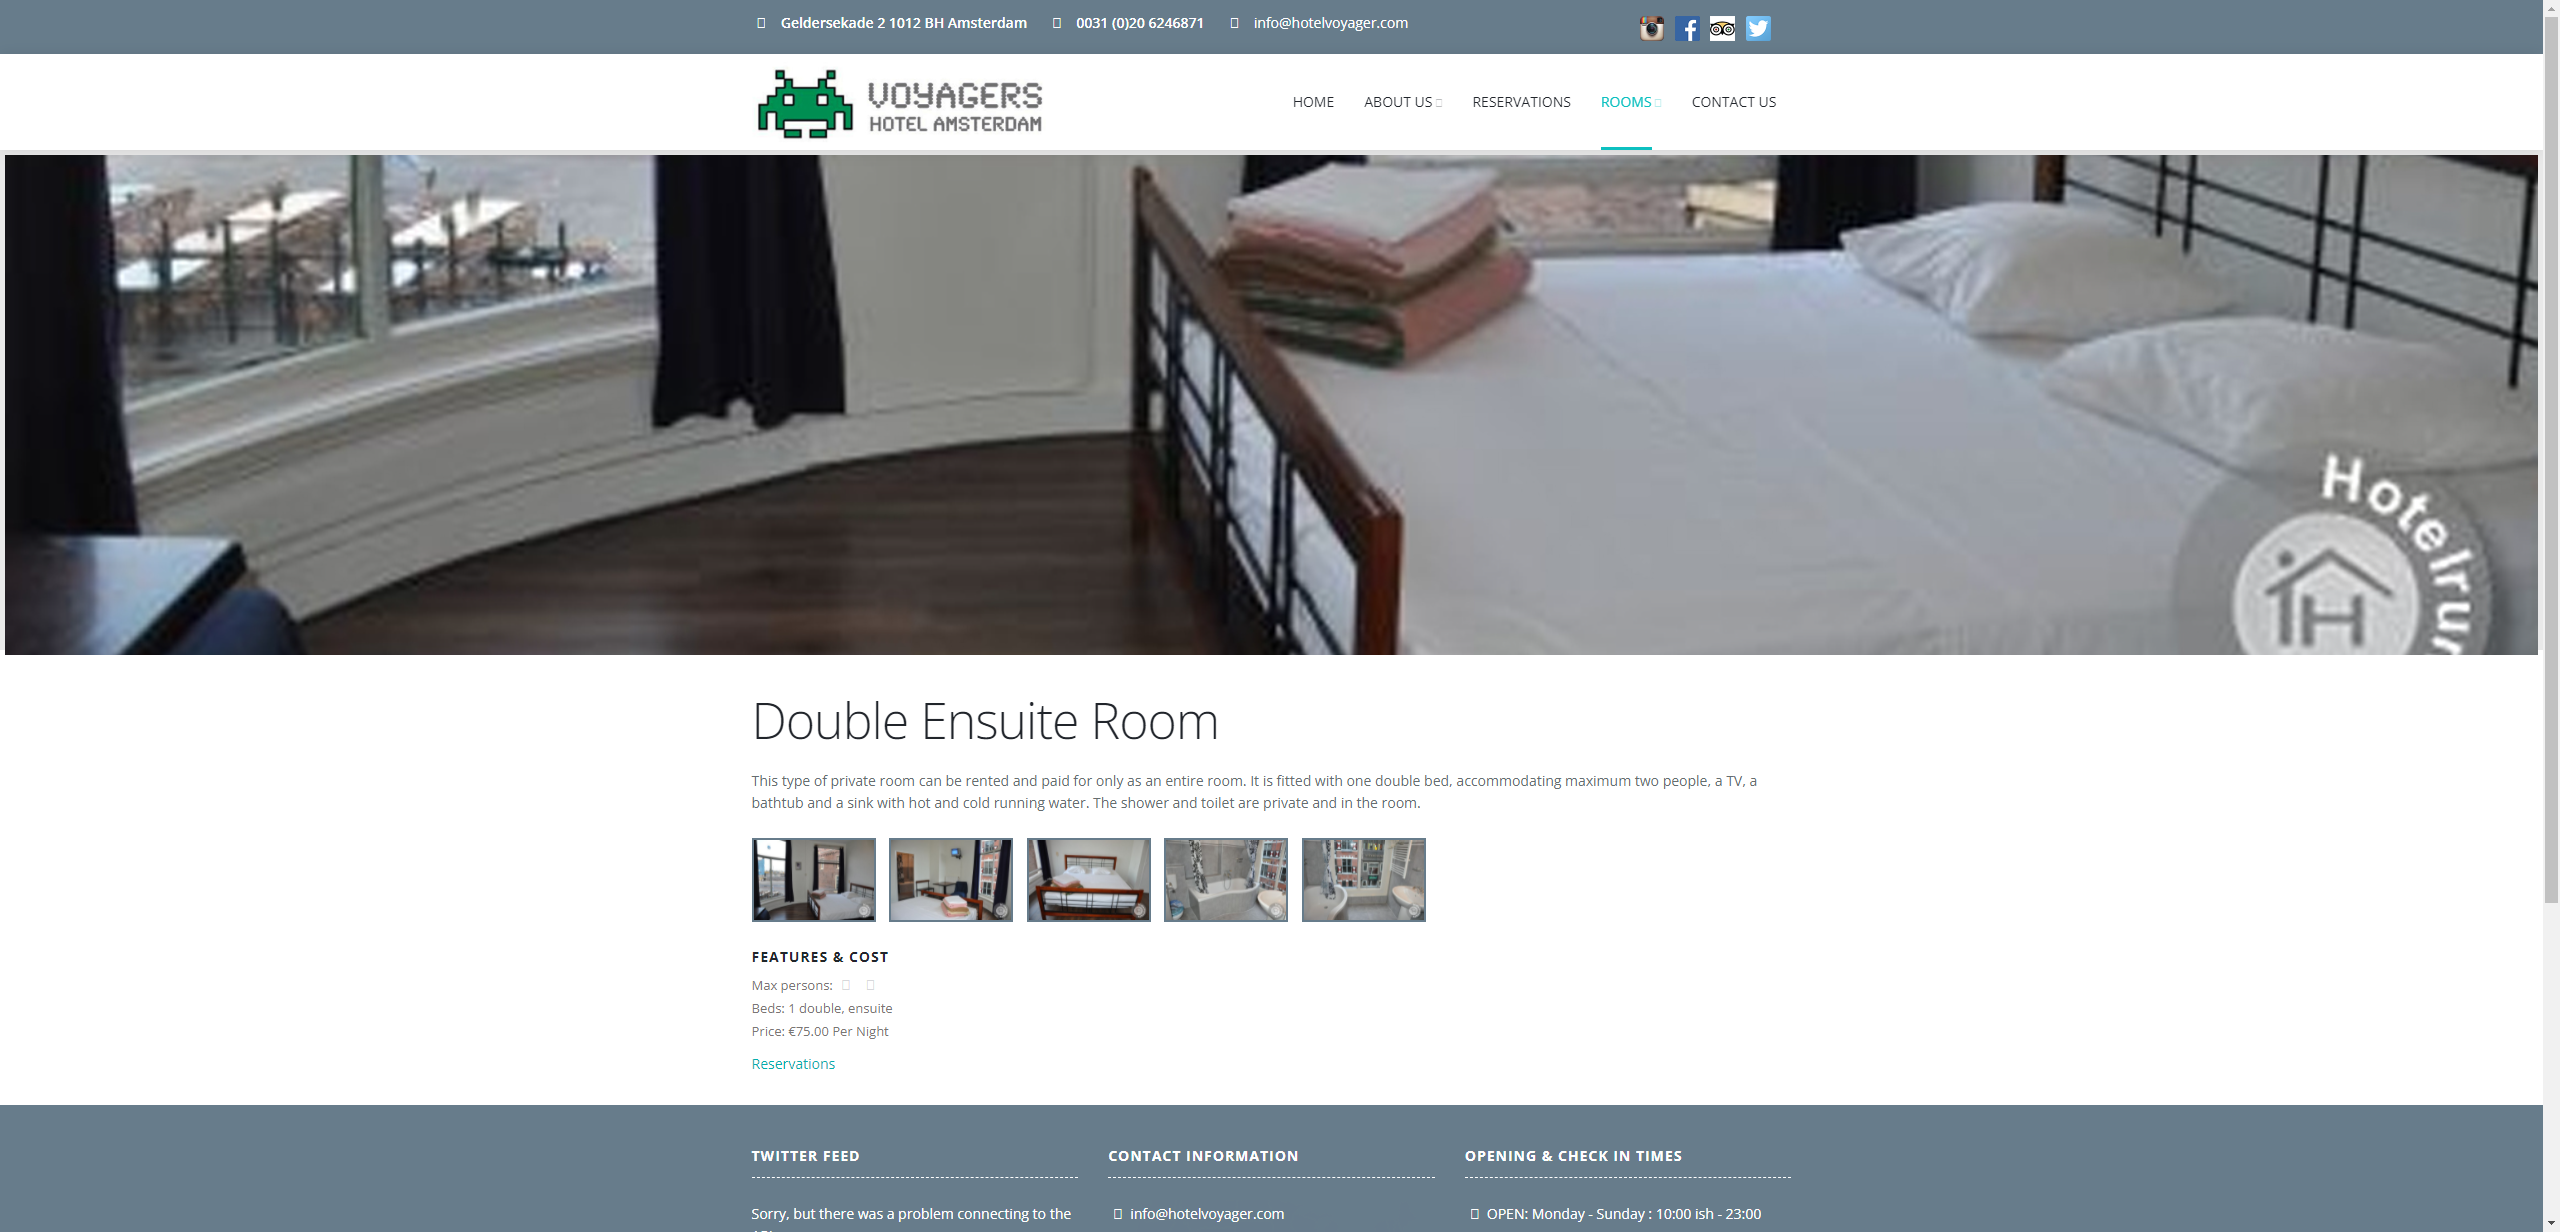 Geldersekade 2 1012 BH Amsterdam 0031 (0)20 6246871 info@hotelvoyager.com
VOYAGERS
HOTEL AMSTERDAM
HOME ABOUT US RESERVATIONS ROOMS CONTACT US
Hotelru
H
Double Ensuite Room
This type of private room can be rented and paid for only as an entire room. It is fitted with one double bed, accommodating maximum two people, a TV, a
bathtub and a sink with hot and cold running water. The shower and toilet are private and in the room.
FEATURES & COST
Max persons:
Beds: 1 double, ensuite
Price: €75.00 Per Night
Reservations
TWITTER FEED
Sorry, but there was a problem connecting to the
CONTACT INFORMATION
info@hotelvoyager.com
OPENING & CHECK IN TIMES
OPEN: Monday - Sunday : 10:00 ish - 23:00